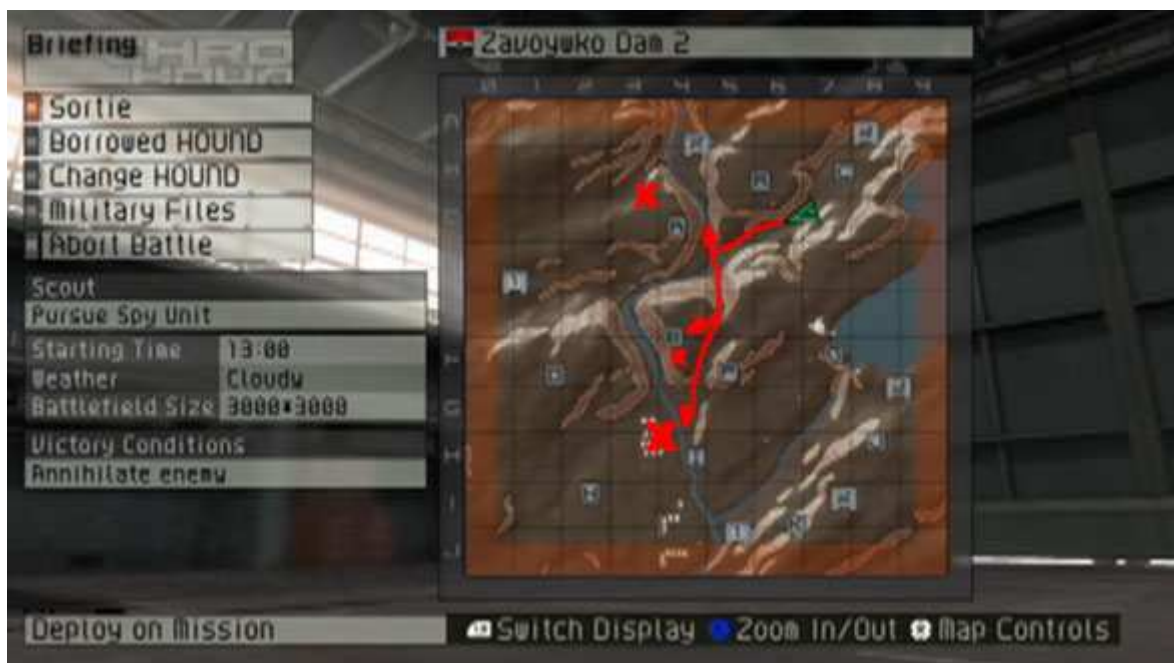 Briefing
Zavoywko Dam 2
Sortie
Borrowed HOUND
Change HOUND
Military Files
Abort Battle
Scout
Pursue Spy Unit
Starting Time 13:00
Weather Cloudy
Battlefield Size 3000*3000
Victory Conditions
Annihilate enemy
Deploy on Mission
Switch Display Zoom In/Out Map Controls